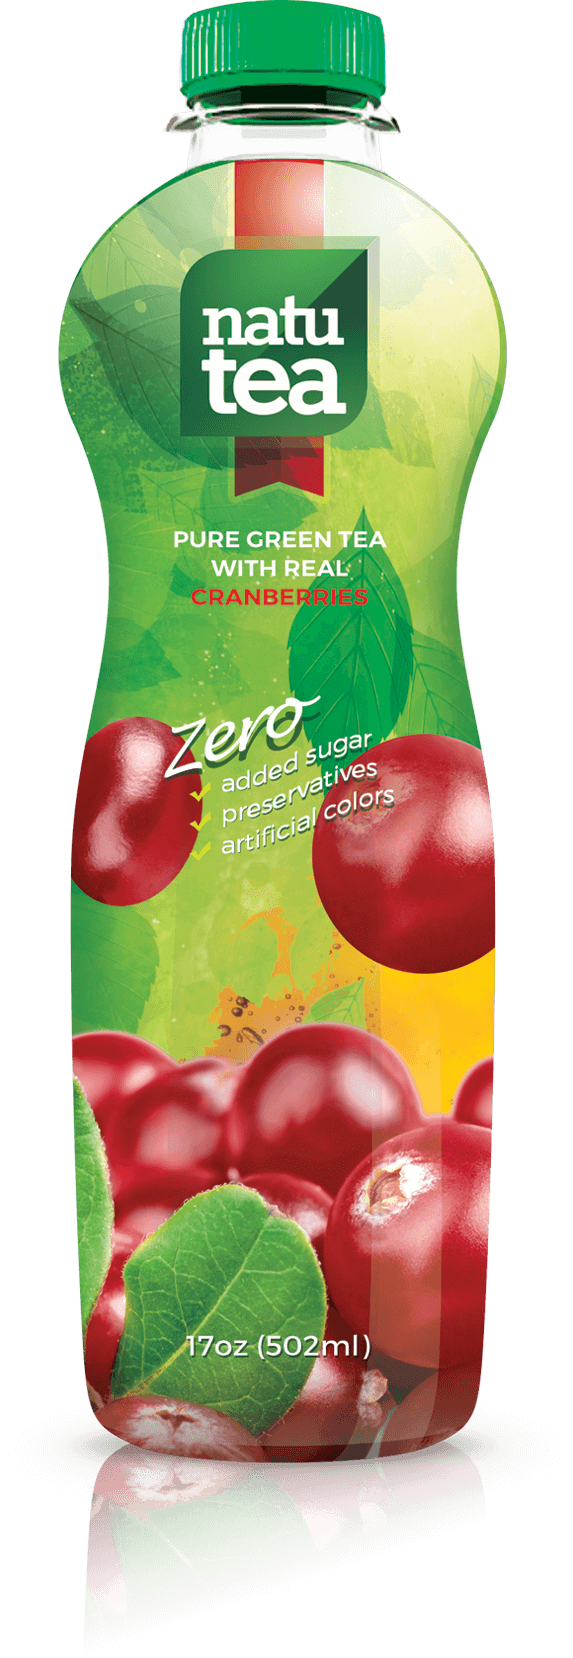 natu
tea
PURE GREEN TEA
WITH REAL
CRANBERRIES
Zero
added sugar
preservatives
artificial colors
17oz (502ml)